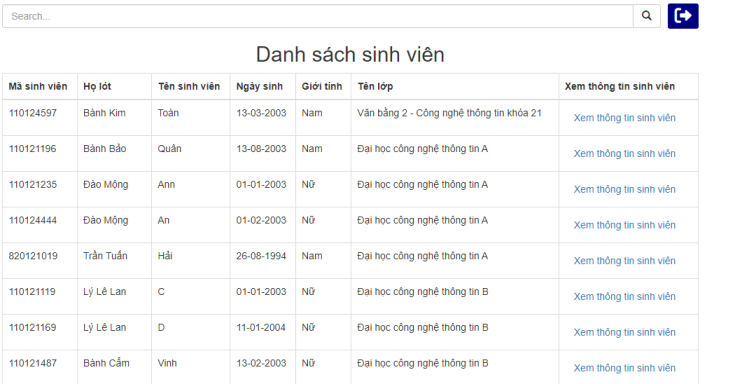 Search...
Danh sách sinh viên
Mã sinh viên Họ lót Tên sinh viên Ngày sinh Giới tính Tên lớp Xem thông tin sinh viên
110124597 Bành Kim Toàn 13-03-2003 Nam Văn bằng 2 - Công nghệ thông tin khóa 21 Xem thông tin sinh viên
110121196 Bành Bảo Quân 13-08-2003 Nam Đại học công nghệ thông tin A Xem thông tin sinh viên
110121235 Đào Mộng Ann 01-01-2003 Nữ Đại học công nghệ thông tin A Xem thông tin sinh viên
110124444 Đào Mộng An 01-02-2003 Nữ Đại học công nghệ thông tin A Xem thông tin sinh viên
820121019 Trần Tuấn Hải 26-08-1994 Nam Đại học công nghệ thông tin A Xem thông tin sinh viên
110121119 Lý Lê Lan C 01-01-2003 Nữ Đại học công nghệ thông tin B Xem thông tin sinh viên
110121169 Lý Lê Lan D 11-01-2004 Nữ Đại học công nghệ thông tin B Xem thông tin sinh viên
110121487 Bành Cẩm Vinh 13-02-2003 Nữ Đại học công nghệ thông tin B Xem thông tin sinh viên